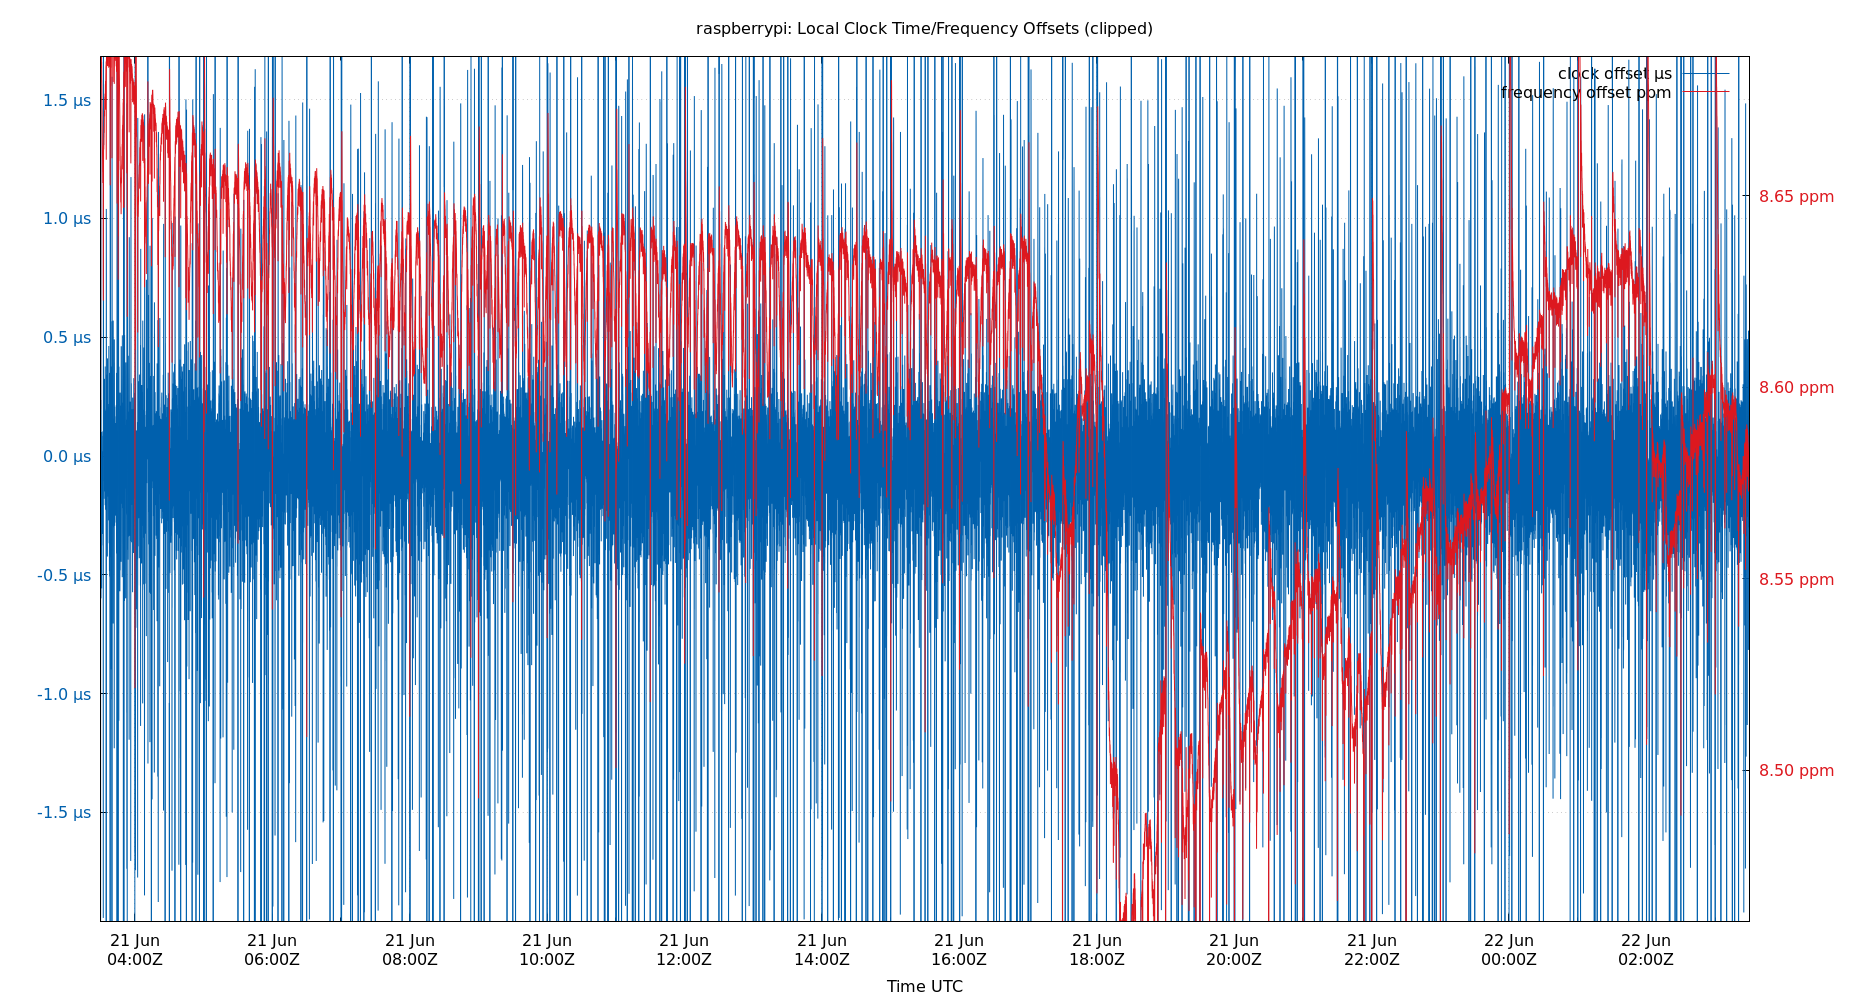 raspberrypi: Local Clock Time/Frequency Offsets (clipped)
clock offset µs
frequency offset ppm
1.5 µs
1.0 µs
0.5 µs
0.0 µs
-0.5 µs
-1.0 µs
-1.5 µs
8.65 ppm
8.60 ppm
8.55 ppm
8.50 ppm
21 Jun 21 Jun 21 Jun 21 Jun 21 Jun 21 Jun 21 Jun 21 Jun 21 Jun 21 Jun 22 Jun 22 Jun
04:00Z 06:00Z 08:00Z 10:00Z 12:00Z 14:00Z 16:00Z 18:00Z 20:00Z 22:00Z 00:00Z 02:00Z
Time UTC